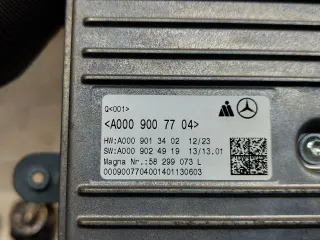 Q<001>
<A000 900 77 04>
HW:A000 901 34 02 12/23
SW:A000 902 49 19 13/13.01
Magna Nr.:58 299 073 L
0009007704001401130603